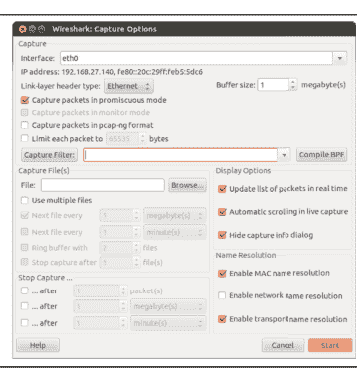 Wireshark: Capture Options
Capture
Interface: eth0
IP address: 192.168.27.140, fe80::20c:29ff:feb5:5dc6
Link-layer header type: Ethernet Buffer size: 1 megabyte(s)
Capture packets in promiscuous mode
Capture packets in monitor mode
Capture packets in pcap-ng format
Limit each packet to 65535 bytes
Capture Filter: Compile BPF
Capture File(s)
File: Browse...
Use multiple files
Next file every 1 megabyte(s)
Next file every 1 minute(s)
Ring buffer with 2 files
Stop capture after 1 file(s)
Stop Capture ...
... after 1 packet(s)
... after 1 megabyte(s)
... after 1 minute(s)
Display Options
Update list of packets in real time
Automatic scrolling in live capture
Hide capture info dialog
Name Resolution
Enable MAC name resolution
Enable network name resolution
Enable transport name resolution
Help Cancel Start